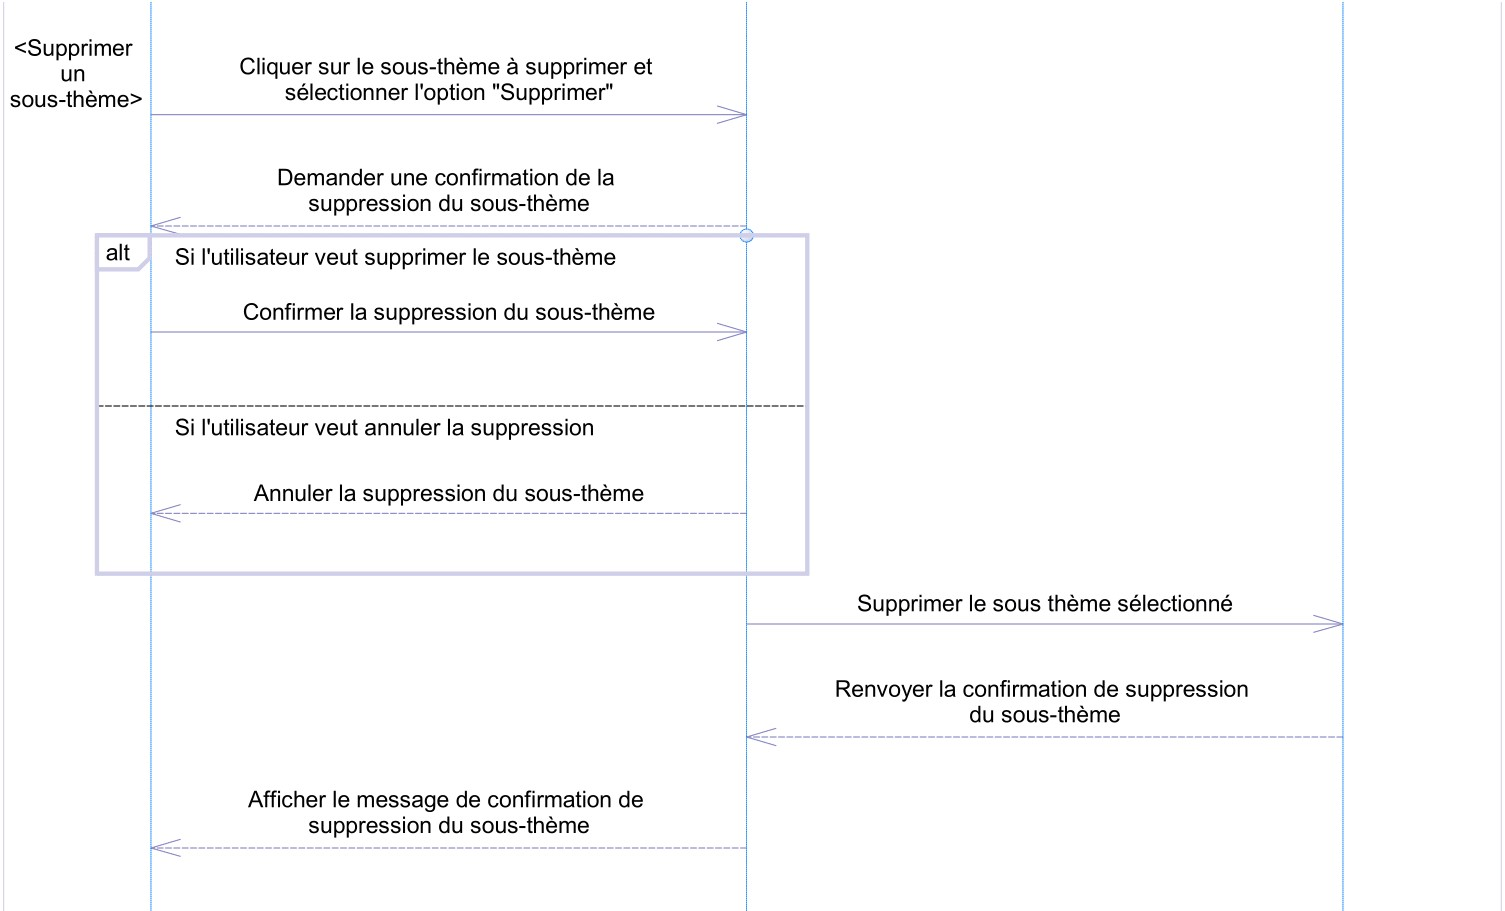 <Supprimer
un
sous-thème>
Cliquer sur le sous-thème à supprimer et
sélectionner l'option "Supprimer"
Demander une confirmation de la
suppression du sous-thème
alt
Si l'utilisateur veut supprimer le sous-thème
Confirmer la suppression du sous-thème
Si l'utilisateur veut annuler la suppression
Annuler la suppression du sous-thème
Supprimer le sous thème sélectionné
Renvoyer la confirmation de suppression
du sous-thème
Afficher le message de confirmation de
suppression du sous-thème